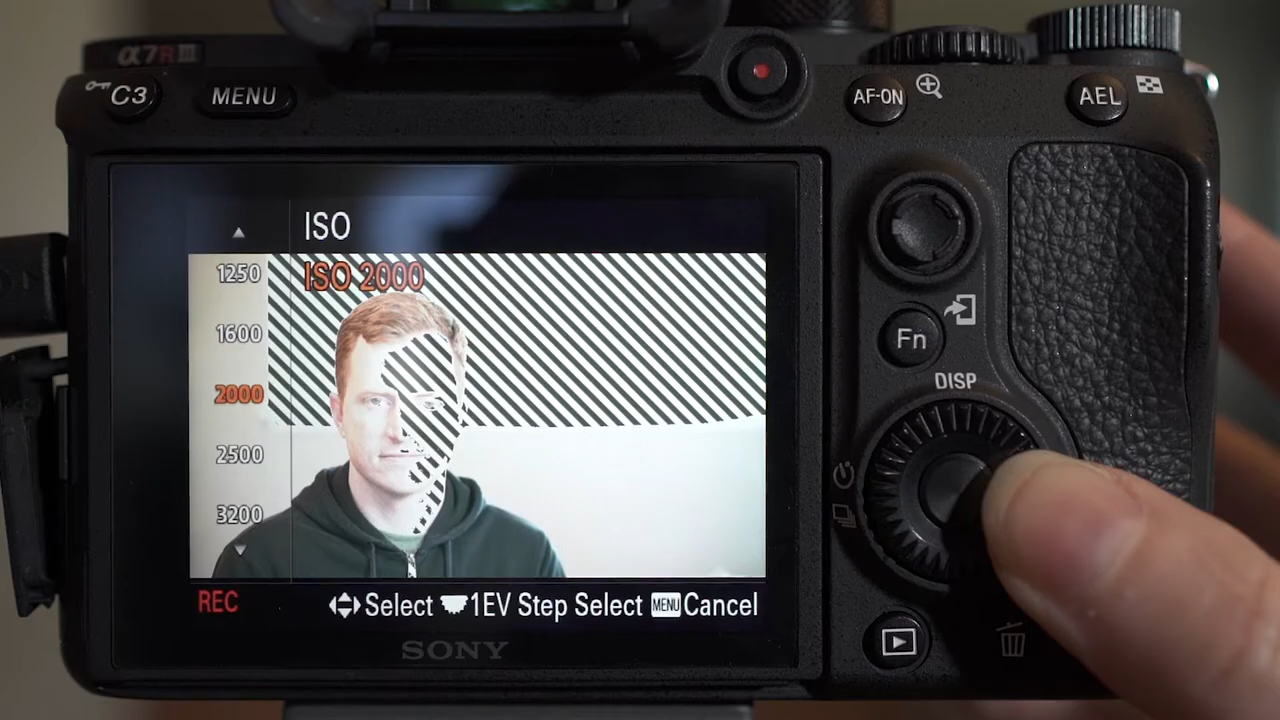 α7RIII
C3
MENU
AF-ON
AEL
ISO
ISO 2000
1250
1600
2000
2500
3200
Fn
DISP
REC
Select 1EV Step Select MENU Cancel
SONY